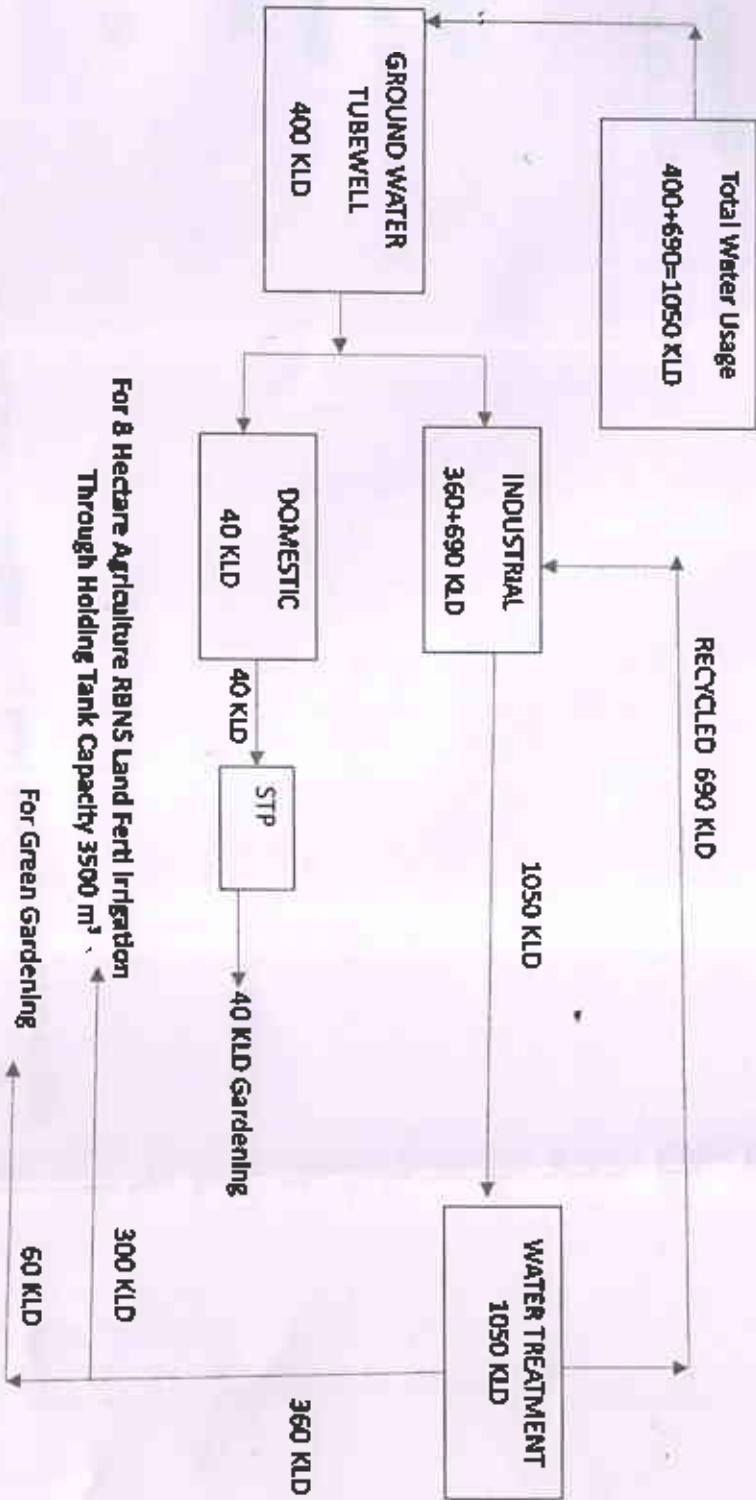 Total Water Usage
400+690=1050 KLD
RECYCLED 690 KLD
GROUND WATER
TUBEWELL
400 KLD
INDUSTRIAL
360+690 KLD
1050 KLD
WATER TREATMENT
1050 KLD
DOMESTIC
40 KLD
40 KLD
STP
40 KLD Gardening
360 KLD
For 8 Hectare Agriculture RBNS Land Ferti Irrigation
Through Holding Tank Capacity 3500 m³
300 KLD
For Green Gardening
60 KLD